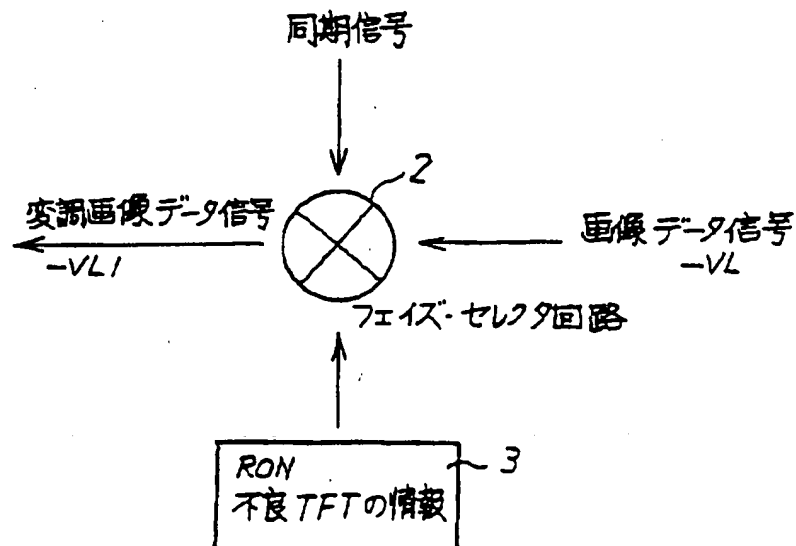 同期信号
2
変調画像データ信号
-VL1
画像データ信号
-VL
フェイズ・セレクタ回路
RON
3
不良TFTの情報